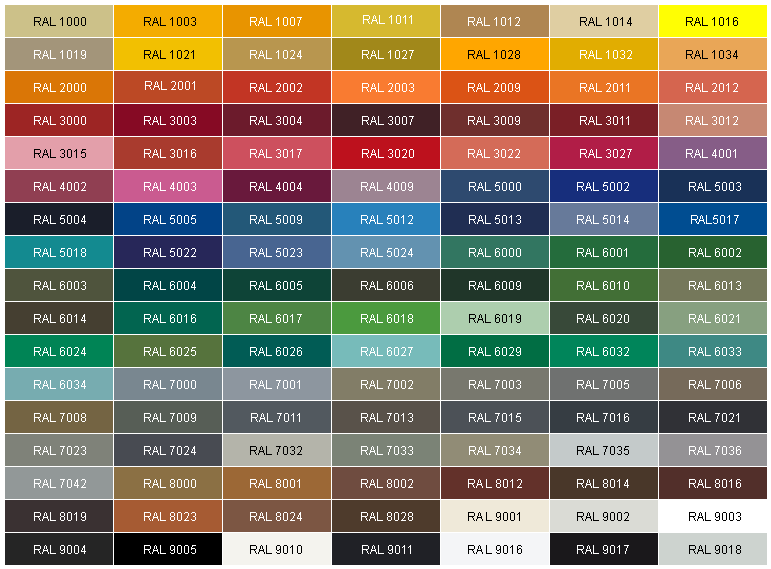 RAL 1000 RAL 1003 RAL 1007 RAL 1011 RAL 1012 RAL 1014 RAL 1016
RAL 1019 RAL 1021 RAL 1024 RAL 1027 RAL 1028 RAL 1032 RAL 1034
RAL 2000 RAL 2001 RAL 2002 RAL 2003 RAL 2009 RAL 2011 RAL 2012
RAL 3000 RAL 3003 RAL 3004 RAL 3007 RAL 3009 RAL 3011 RAL 3012
RAL 3015 RAL 3016 RAL 3017 RAL 3020 RAL 3022 RAL 3027 RAL 4001
RAL 4002 RAL 4003 RAL 4004 RAL 4009 RAL 5000 RAL 5002 RAL 5003
RAL 5004 RAL 5005 RAL 5009 RAL 5012 RAL 5013 RAL 5014 RAL5017
RAL 5018 RAL 5022 RAL 5023 RAL 5024 RAL 6000 RAL 6001 RAL 6002
RAL 6003 RAL 6004 RAL 6005 RAL 6006 RAL 6009 RAL 6010 RAL 6013
RAL 6014 RAL 6016 RAL 6017 RAL 6018 RAL 6019 RAL 6020 RAL 6021
RAL 6024 RAL 6025 RAL 6026 RAL 6027 RAL 6029 RAL 6032 RAL 6033
RAL 6034 RAL 7000 RAL 7001 RAL 7002 RAL 7003 RAL 7005 RAL 7006
RAL 7008 RAL 7009 RAL 7011 RAL 7013 RAL 7015 RAL 7016 RAL 7021
RAL 7023 RAL 7024 RAL 7032 RAL 7033 RAL 7034 RAL 7035 RAL 7036
RAL 7042 RAL 8000 RAL 8001 RAL 8002 RAL 8012 RAL 8014 RAL 8016
RAL 8019 RAL 8023 RAL 8024 RAL 8028 RAL 9001 RAL 9002 RAL 9003
RAL 9004 RAL 9005 RAL 9010 RAL 9011 RAL 9016 RAL 9017 RAL 9018